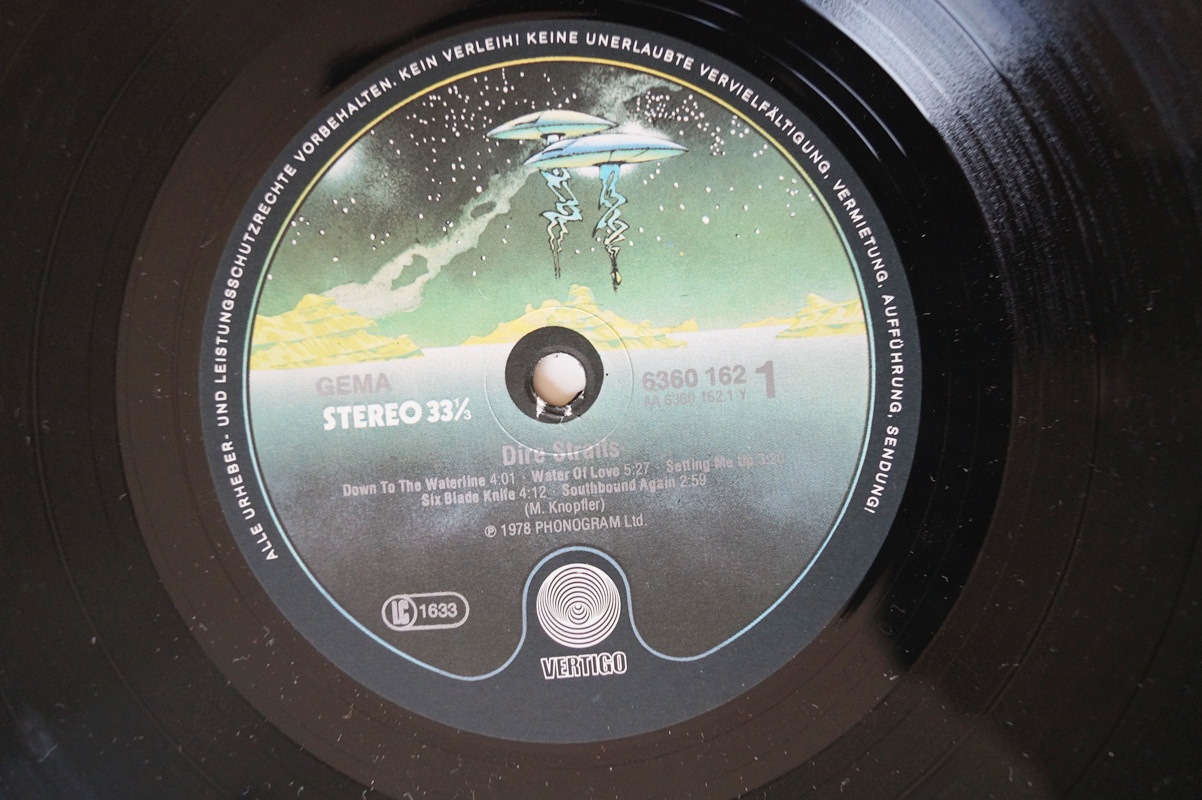 ALLE URHEBER- UND LEISTUNGSSCHUTZRECHTE VORBEHALTEN. KEIN VERLEIH! KEINE UNERLAUBTE VERVIELFÄLTIGUNG, VERMIETUNG, AUFFÜHRUNG, SENDUNG!
GEMA
STEREO 33⅓
6360 162 1
AA 6360 162.1 Y
Dire Straits
Down To The Waterline 4:01 · Water Of Love 5:27 · Setting Me Up
Six Blade Knife 4:12 · Southbound Again 2:59
(M. Knopfler)
℗ 1978 PHONOGRAM Ltd.
LC 1633
VERTIGO